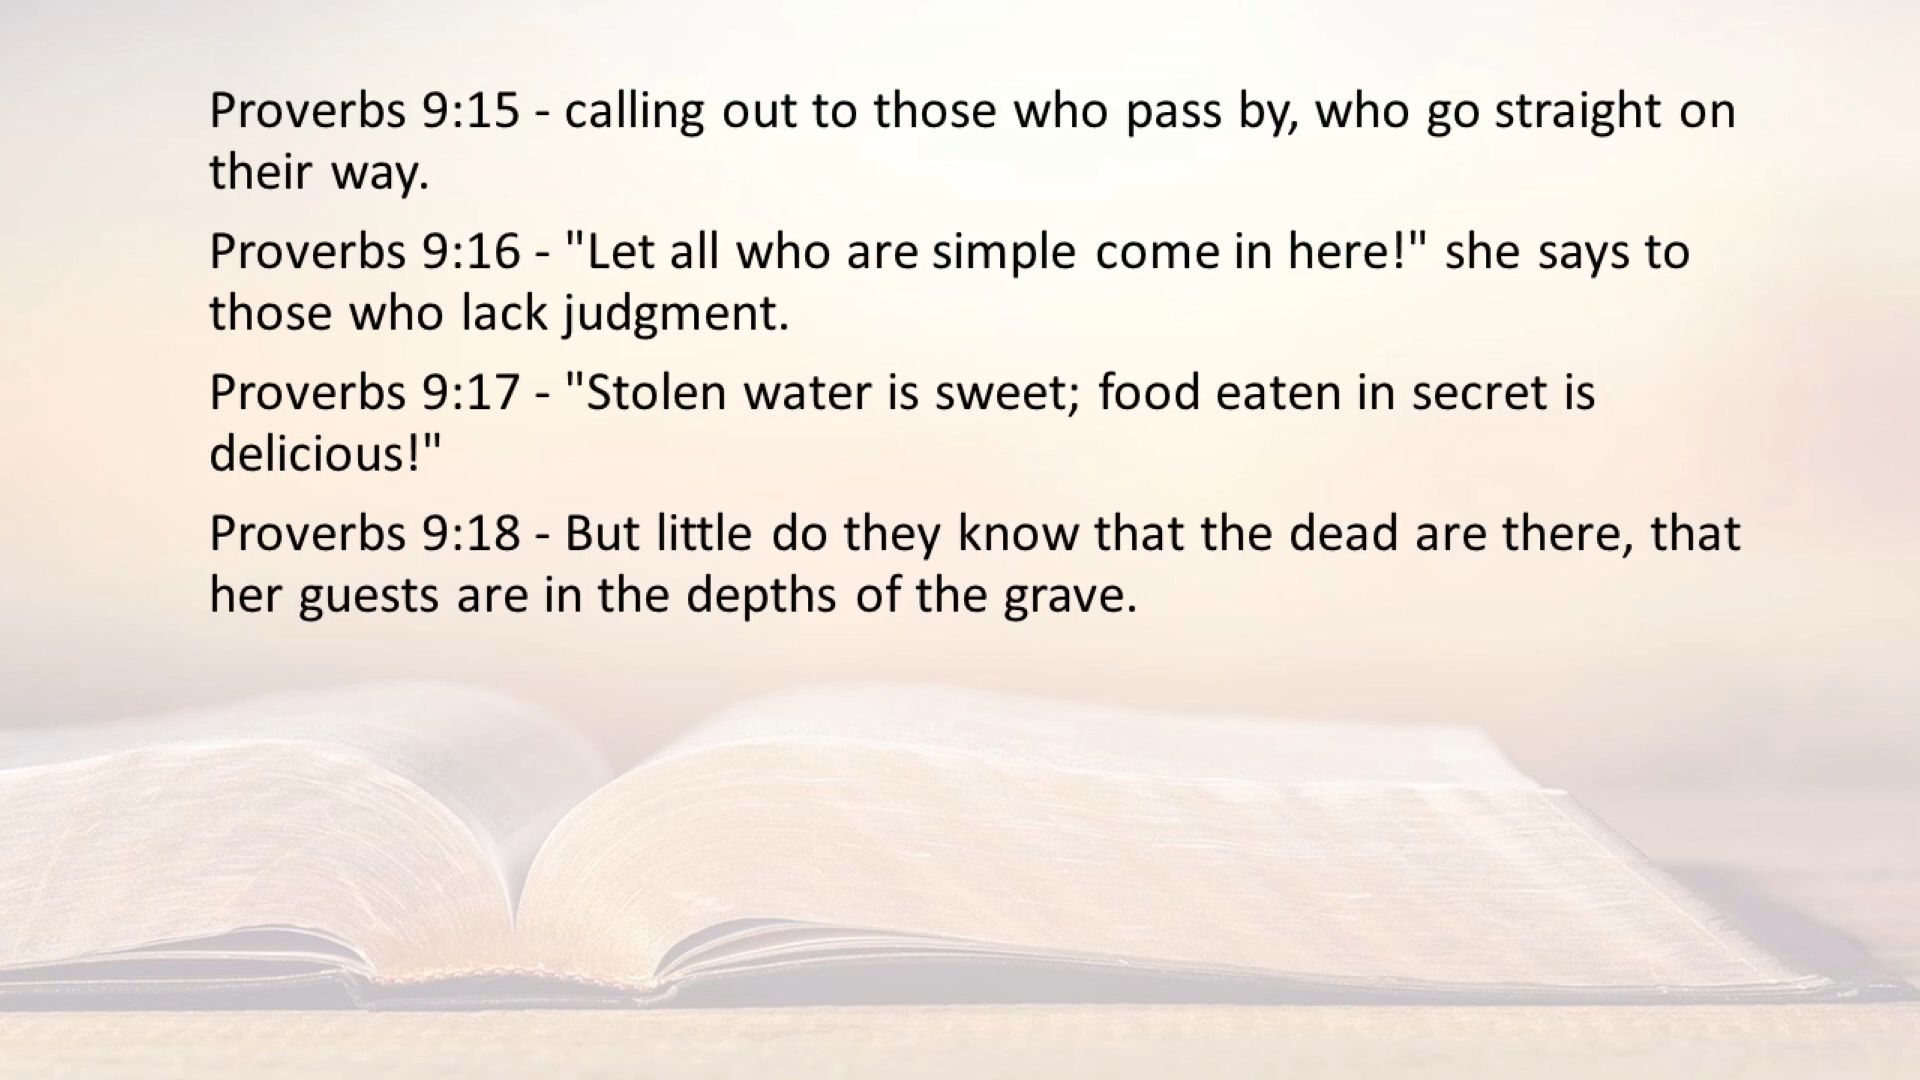 Proverbs 9:15 - calling out to those who pass by, who go straight on
their way.
Proverbs 9:16 - "Let all who are simple come in here!" she says to
those who lack judgment.
Proverbs 9:17 - "Stolen water is sweet; food eaten in secret is
delicious!"
Proverbs 9:18 - But little do they know that the dead are there, that
her guests are in the depths of the grave.